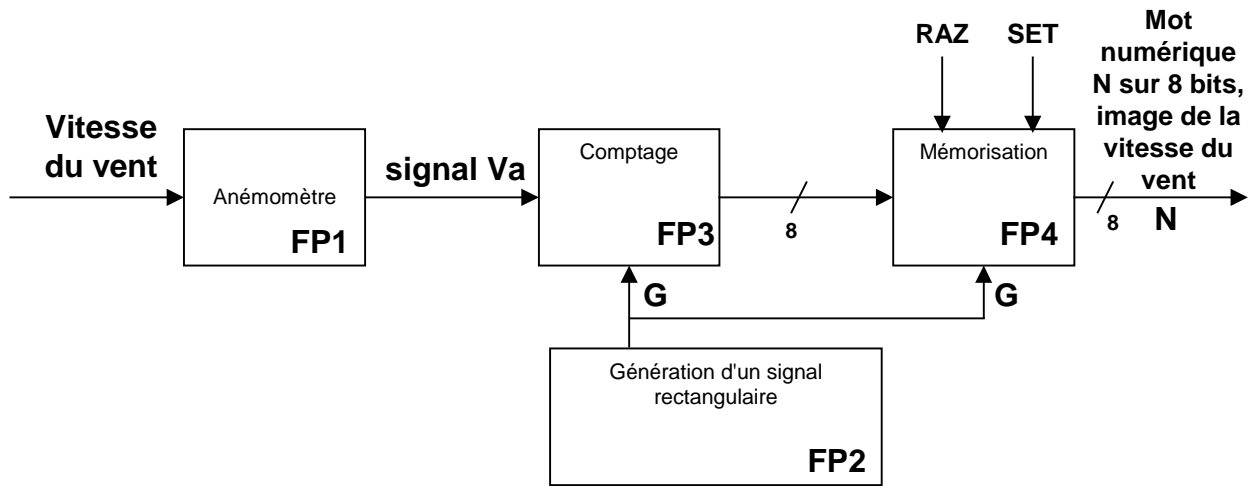 RAZ SET
Mot
numérique
N sur 8 bits,
image de la
vitesse du
vent
N
8
Vitesse
du vent
Anémomètre
FP1
signal Va
Comptage
FP3
8
Mémorisation
FP4
G
G
Génération d'un signal
rectangulaire
FP2